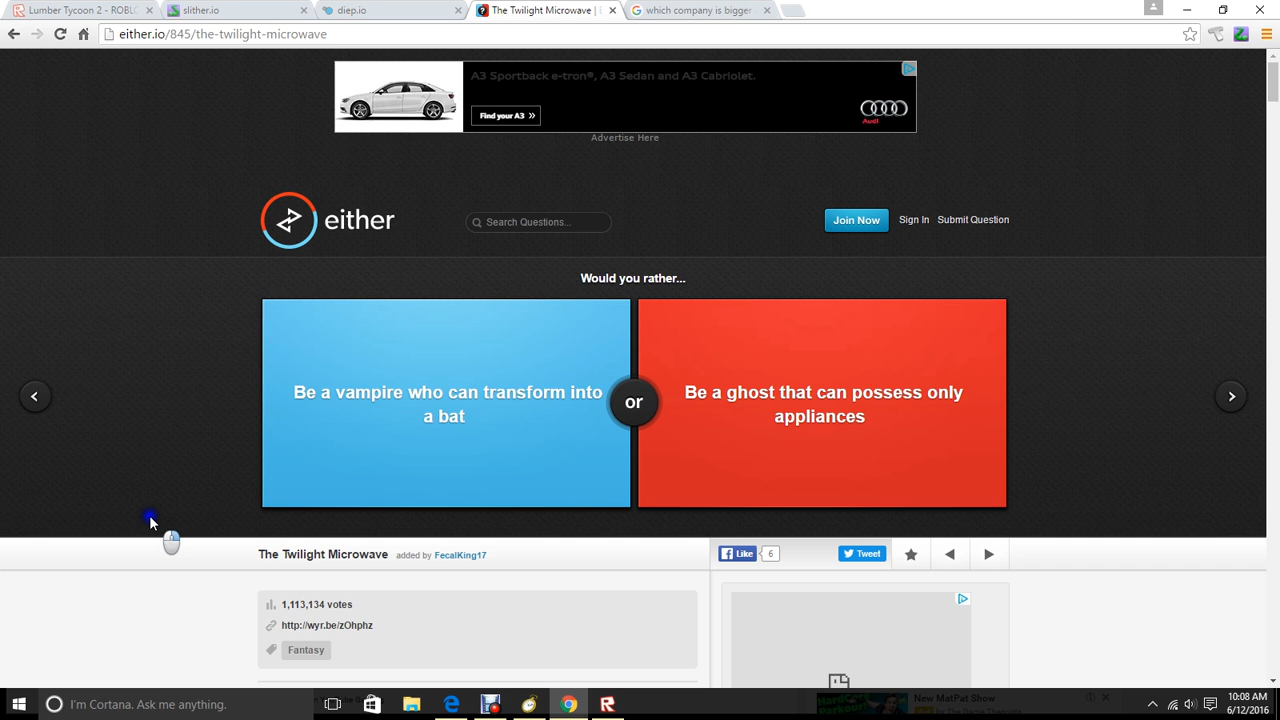 Lumber Tycoon 2 - ROBLO
slither.io
diep.io
The Twilight Microwave | E
which company is bigger
either.io/845/the-twilight-microwave
A3 Sportback e-tron®, A3 Sedan and A3 Cabriolet.
Find your A3 »
Audi
Advertise Here
either
Search Questions...
Join Now
Sign In
Submit Question
Would you rather...
Be a vampire who can transform into
a bat
or
Be a ghost that can possess only
appliances
The Twilight Microwave added by FecalKing17
Like 6
Tweet
1,113,134 votes
http://wyr.be/zOhphz
Fantasy
New MatPat Show
I'm Cortana. Ask me anything.
10:08 AM
6/12/2016